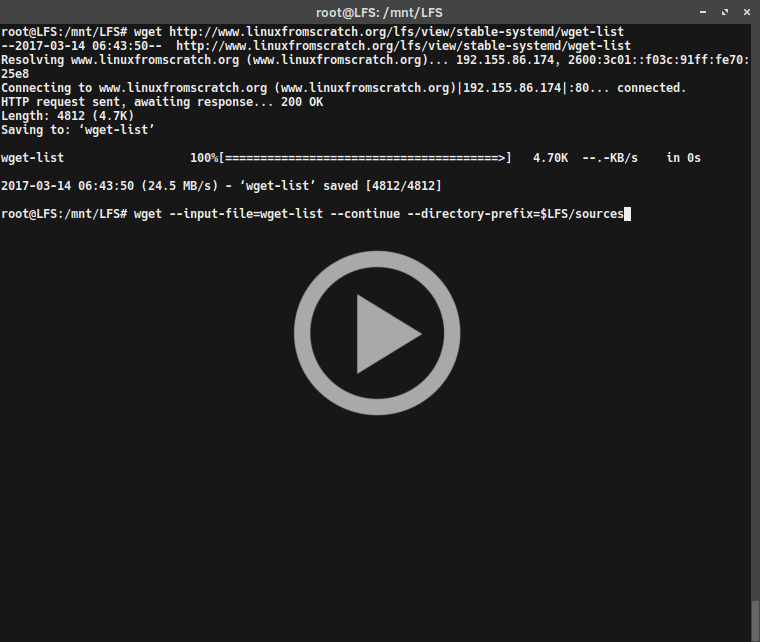 root@LFS: /mnt/LFS
root@LFS:/mnt/LFS# wget http://www.linuxfromscratch.org/lfs/view/stable-systemd/wget-list
--2017-03-14 06:43:50--  http://www.linuxfromscratch.org/lfs/view/stable-systemd/wget-list
Resolving www.linuxfromscratch.org (www.linuxfromscratch.org)... 192.155.86.174, 2600:3c01::f03c:91ff:fe70:
25e8
Connecting to www.linuxfromscratch.org (www.linuxfromscratch.org)|192.155.86.174|:80... connected.
HTTP request sent, awaiting response... 200 OK
Length: 4812 (4.7K)
Saving to: ‘wget-list’
wget-list                  100%[=======================================>]   4.70K  --.-KB/s    in 0s
2017-03-14 06:43:50 (24.5 MB/s) - ‘wget-list’ saved [4812/4812]
root@LFS:/mnt/LFS# wget --input-file=wget-list --continue --directory-prefix=$LFS/sources